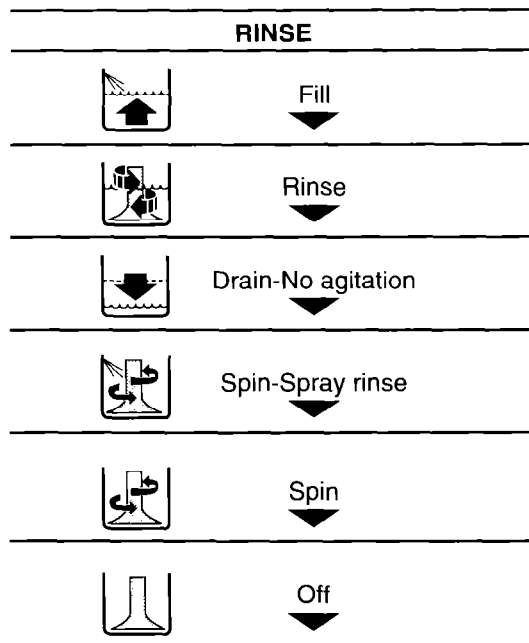 RINSE
Fill
Rinse
Drain-No agitation
Spin-Spray rinse
Spin
Off